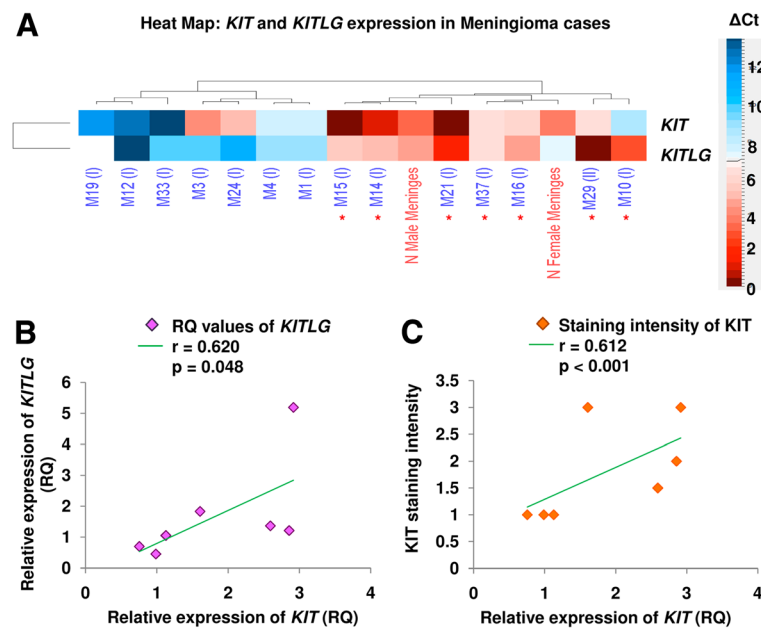 A
Heat Map: KIT and KITLG expression in Meningioma cases
ΔCt
12
10
8
6
4
2
0
KIT
KITLG
M19 (I)
M12 (I)
M33 (I)
M3 (I)
M24 (I)
M4 (I)
M1 (I)
M15 (I)
M14 (I)
N Male Meninges
M21 (I)
M37 (I)
M16 (I)
N Female Meninges
M29 (II)
M10 (I)
* * * * * * *
B
RQ values of KITLG
r = 0.620
p = 0.048
Relative expression of KITLG
(RQ)
6
5
4
3
2
1
0
0 1 2 3 4
Relative expression of KIT (RQ)
C
Staining intensity of KIT
r = 0.612
p < 0.001
KIT staining intensity
3.5
3
2.5
2
1.5
1
0.5
0
0 1 2 3 4
Relative expression of KIT (RQ)